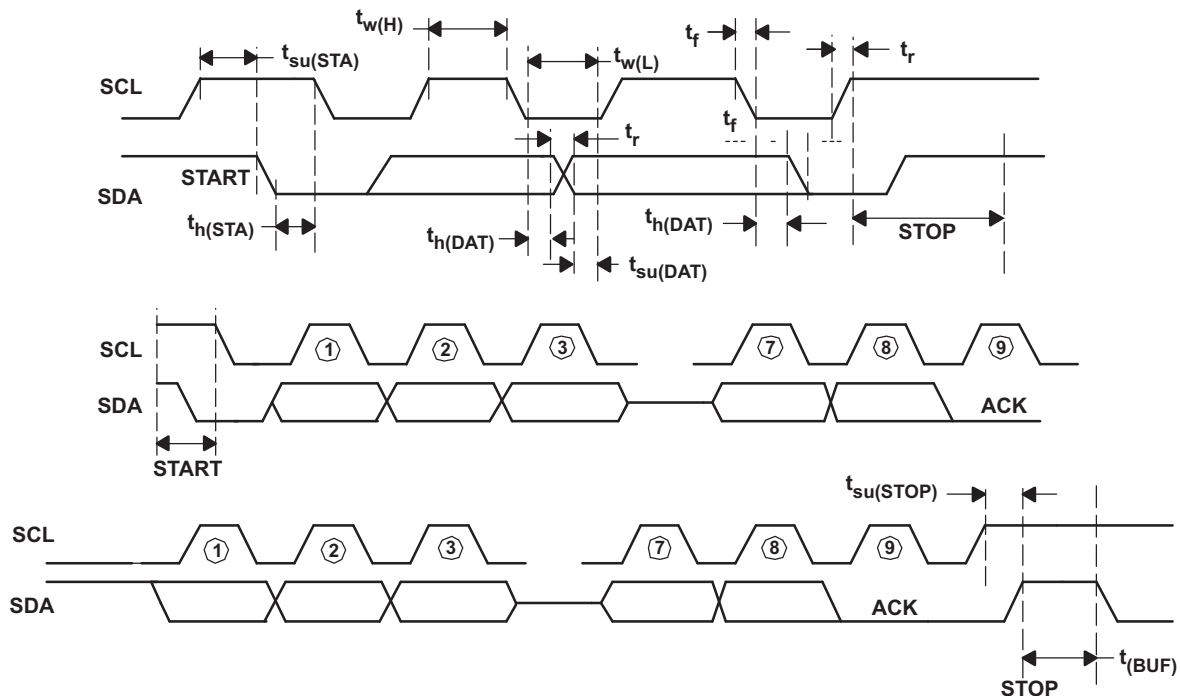 t_w(H)
t_f
t_su(STA)
t_w(L)
t_r
SCL
t_r
t_f
START
SDA
t_h(STA)
t_h(DAT)
t_h(DAT)
STOP
t_su(DAT)
SCL
1 2 3 7 8 9
SDA
ACK
START
t_su(STOP)
SCL
1 2 3 7 8 9
SDA
ACK
t_(BUF)
STOP